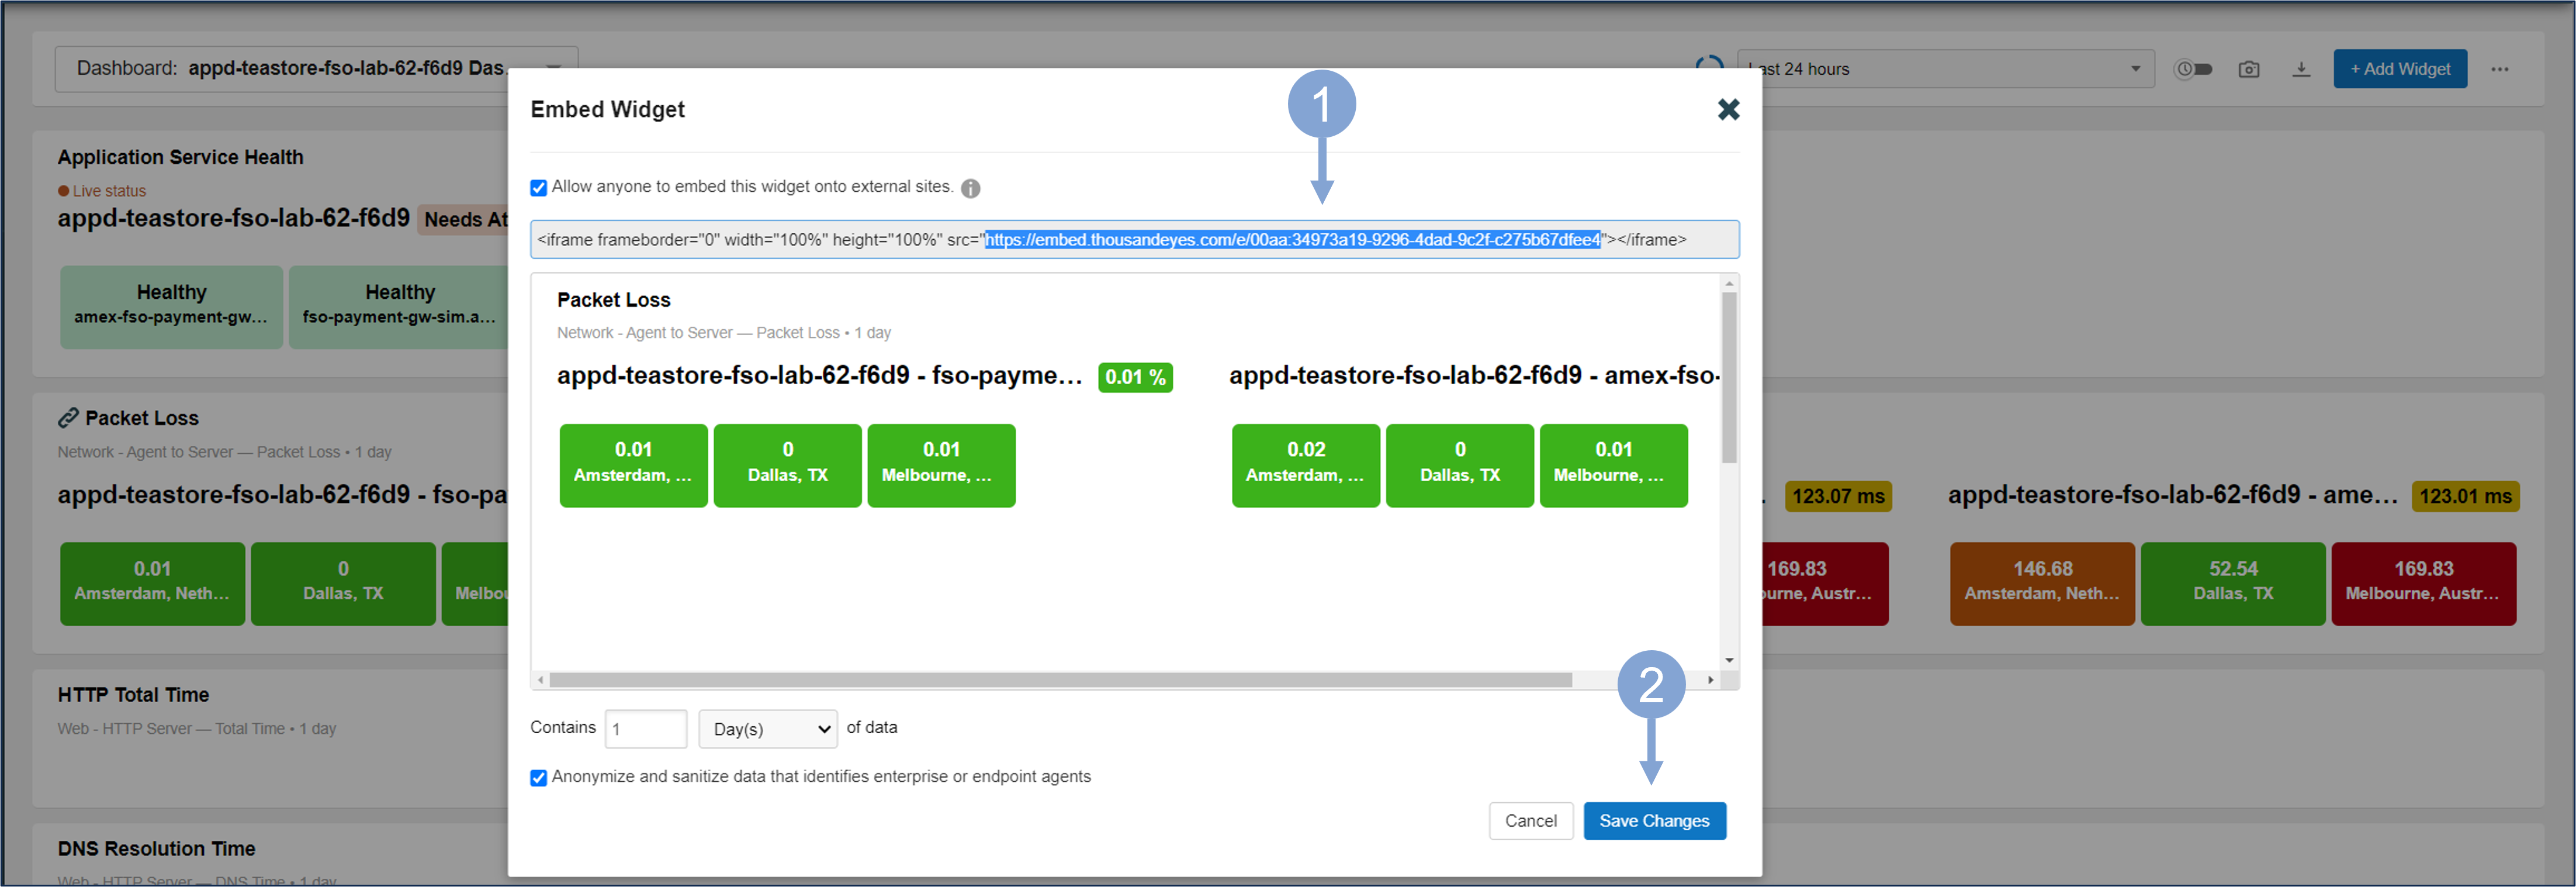 Dashboard: appd-teastore-fso-lab-62-f6d9 Das...
Last 24 hours
+ Add Widget
Application Service Health
Live status
appd-teastore-fso-lab-62-f6d9 Needs At
Healthy
amex-fso-payment-gw...
Healthy
fso-payment-gw-sim.a...
Packet Loss
Network - Agent to Server — Packet Loss • 1 day
appd-teastore-fso-lab-62-f6d9 - fso-pa
0.01
Amsterdam, Neth...
0
Dallas, TX
Melbou
HTTP Total Time
Web - HTTP Server — Total Time • 1 day
DNS Resolution Time
Web - HTTP Server — DNS Time • 1 day
Embed Widget
1
Allow anyone to embed this widget onto external sites.
<iframe frameborder="0" width="100%" height="100%" src="https://embed.thousandeyes.com/e/00aa:34973a19-9296-4dad-9c2f-c275b67dfee4"></iframe>
Packet Loss
Network - Agent to Server — Packet Loss • 1 day
appd-teastore-fso-lab-62-f6d9 - fso-payme... 0.01 %
0.01
Amsterdam, ...
0
Dallas, TX
0.01
Melbourne, ...
appd-teastore-fso-lab-62-f6d9 - amex-fso-
0.02
Amsterdam, ...
0
Dallas, TX
0.01
Melbourne, ...
2
Contains 1 Day(s) of data
Anonymize and sanitize data that identifies enterprise or endpoint agents
Cancel
Save Changes
. 123.07 ms
169.83
ourne, Austr...
appd-teastore-fso-lab-62-f6d9 - ame... 123.01 ms
146.68
Amsterdam, Neth...
52.54
Dallas, TX
169.83
Melbourne, Austr...